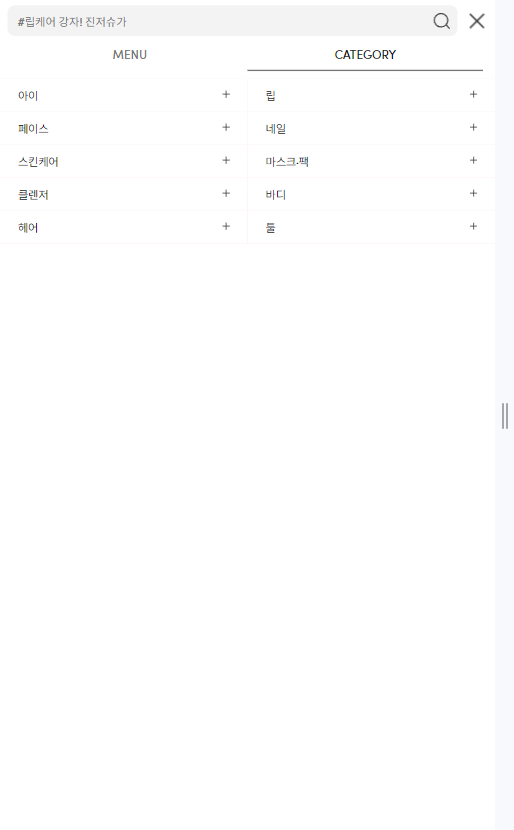 #립케어 강자! 진저슈가
MENU CATEGORY
아이 립
페이스 네일
스킨케어 마스크·팩
클렌저 바디
헤어 툴